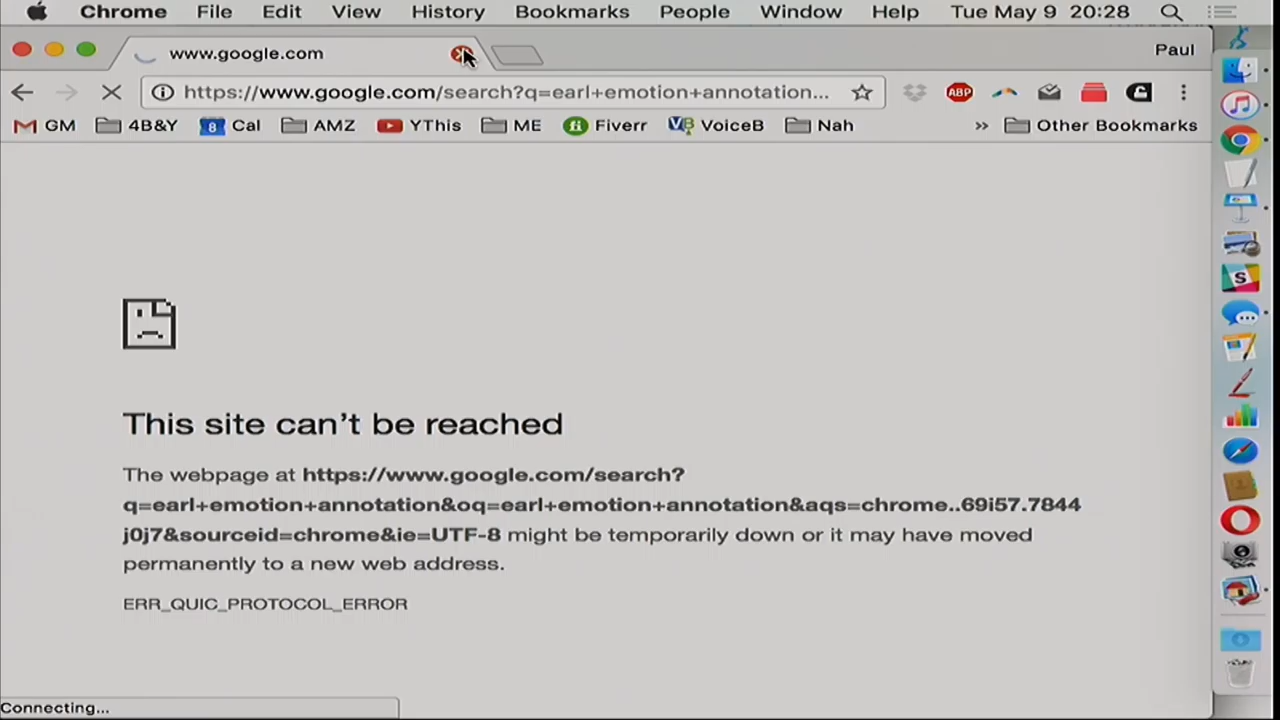 Chrome File Edit View History Bookmarks People Window Help Tue May 9 20:28
www.google.com Paul
https://www.google.com/search?q=earl+emotion+annotation... ABP
GM 4B&Y 8 Cal AMZ YThis ME fi Fiverr VB VoiceB Nah » Other Bookmarks
This site can't be reached
The webpage at https://www.google.com/search?
q=earl+emotion+annotation&oq=earl+emotion+annotation&aqs=chrome..69i57.7844
j0j7&sourceid=chrome&ie=UTF-8 might be temporarily down or it may have moved
permanently to a new web address.
ERR_QUIC_PROTOCOL_ERROR
Connecting...
S